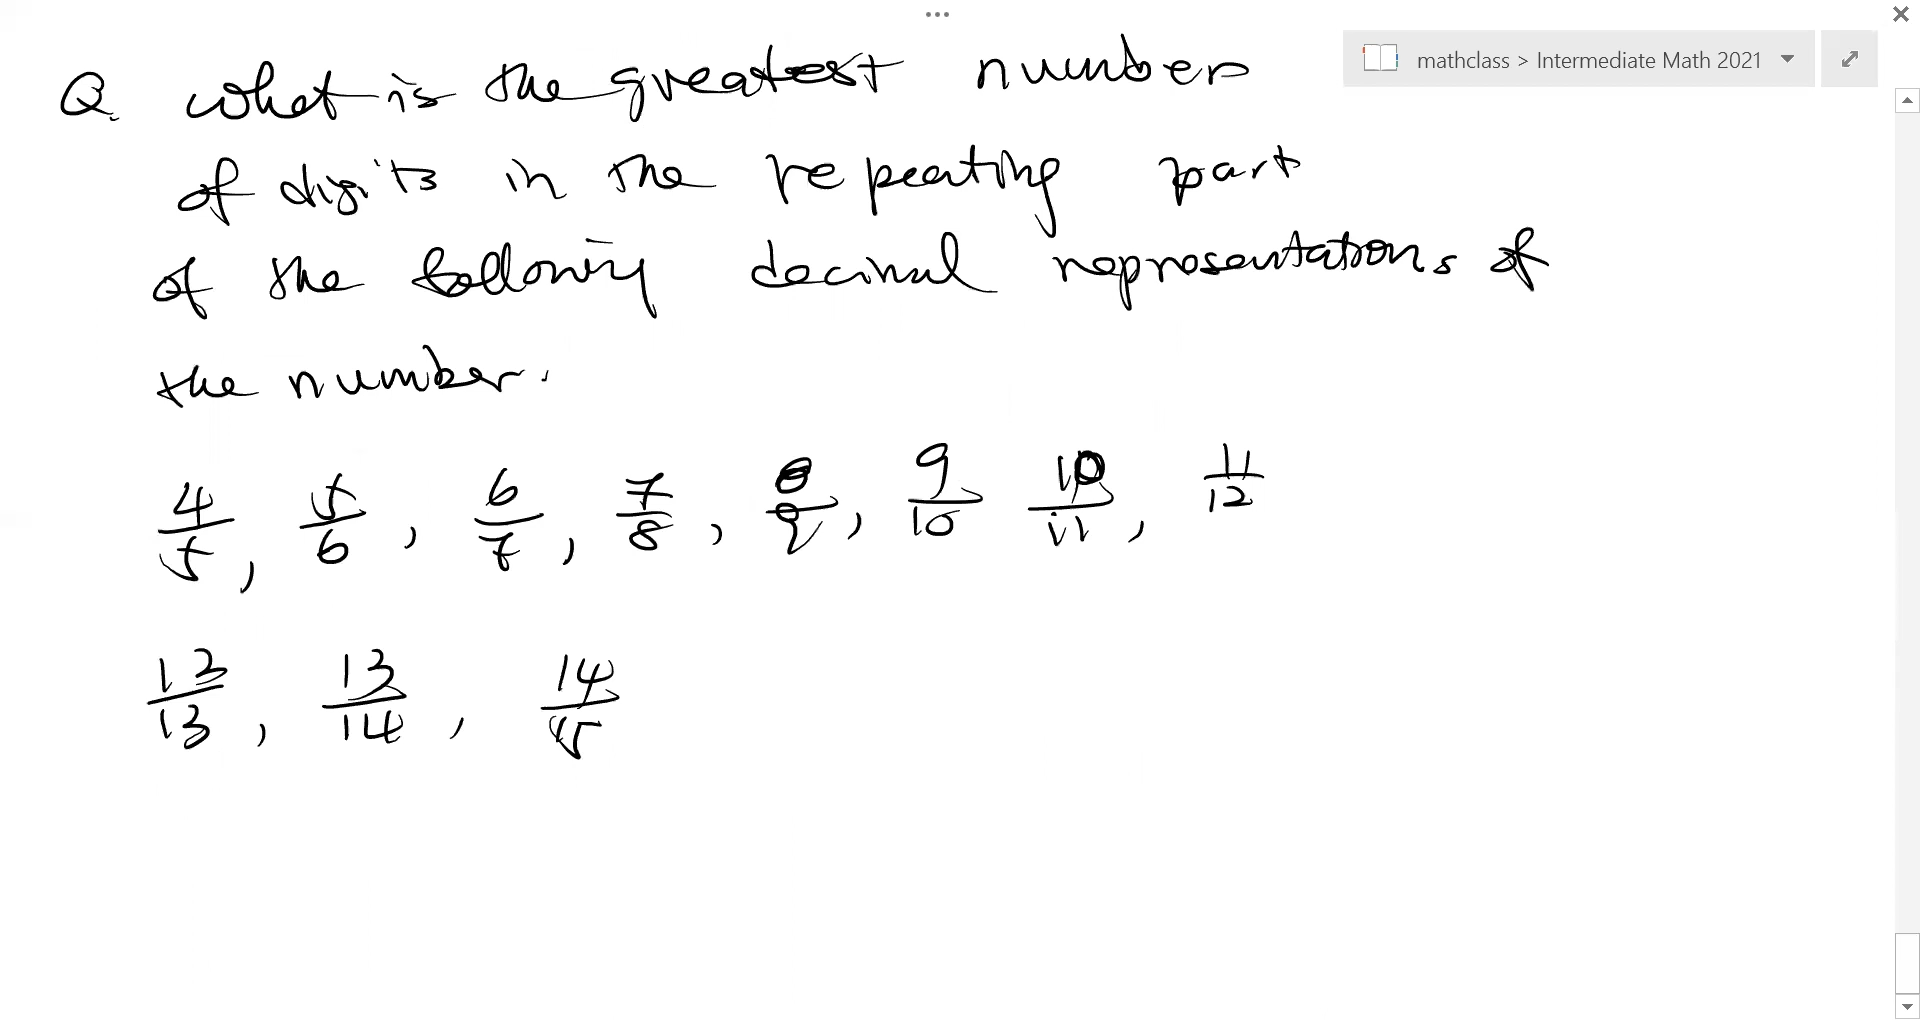 mathclass > Intermediate Math 2021
Q. what is the greatest number
of digits in the repeating part
of the following decimal representations of
the number.
4/5, 5/6, 6/7, 7/8, 8/9, 9/10 10/11, 11/12
13/13, 13/14, 14/15